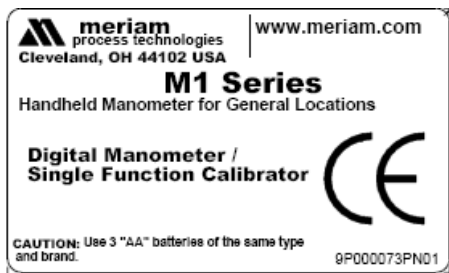 meriam
process technologies
Cleveland, OH 44102 USA
www.meriam.com
M1 Series
Handheld Manometer for General Locations
Digital Manometer /
Single Function Calibrator
CE
CAUTION: Use 3 "AA" batteries of the same type
and brand.
9P000073PN01